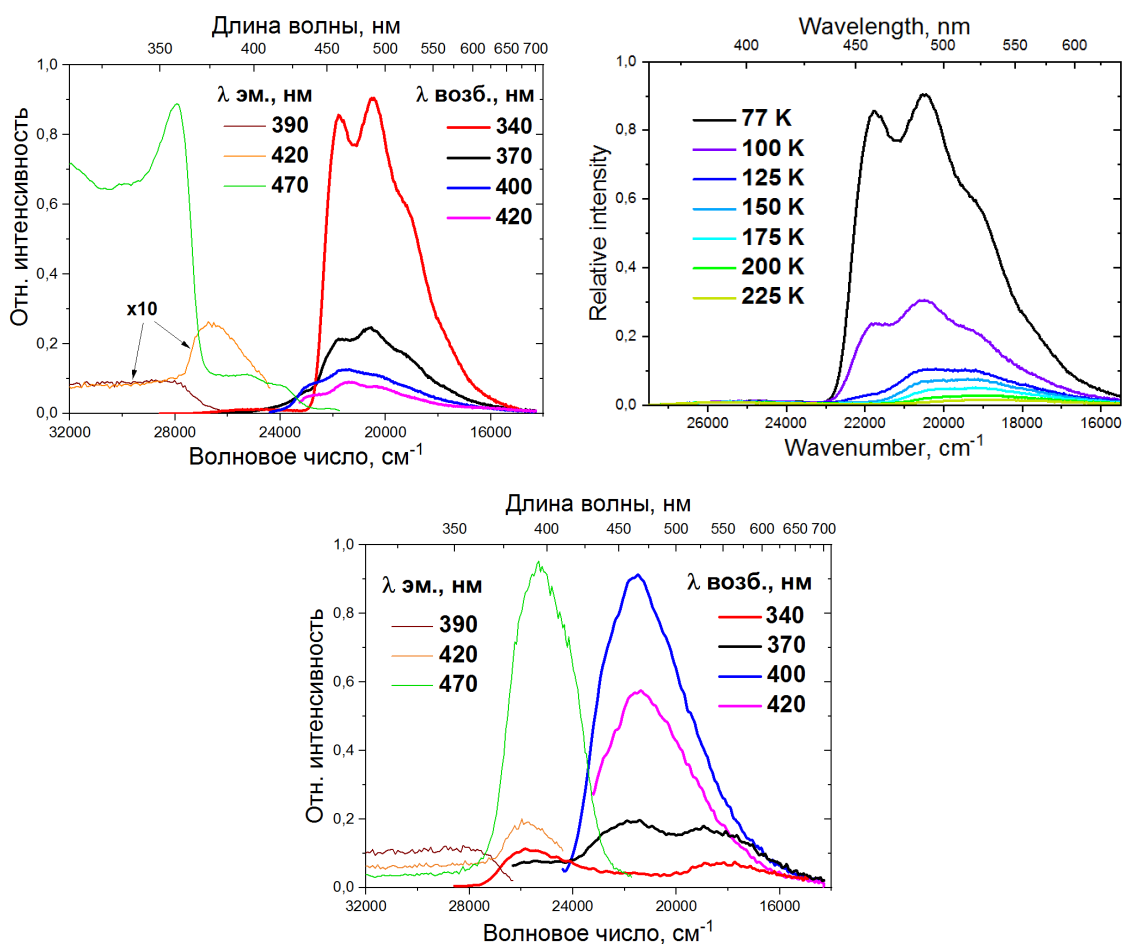 Длина волны, нм
350 400 450 500 550 600 650 700
1,0
0,8
0,6
0,4
0,2
0,0
Отн. интенсивность
λ эм., нм
390
420
470
λ возб., нм
340
370
400
420
x10
32000 28000 24000 20000 16000
Волновое число, см-1
Wavelength, nm
400 450 500 550 600
1,0
0,8
0,6
0,4
0,2
0,0
Relative intensity
77 K
100 K
125 K
150 K
175 K
200 K
225 K
26000 24000 22000 20000 18000 16000
Wavenumber, cm-1
Длина волны, нм
350 400 450 500 550 600 650 700
1,0
0,8
0,6
0,4
0,2
0,0
Отн. интенсивность
λ эм., нм
390
420
470
λ возб., нм
340
370
400
420
32000 28000 24000 20000 16000
Волновое число, см-1